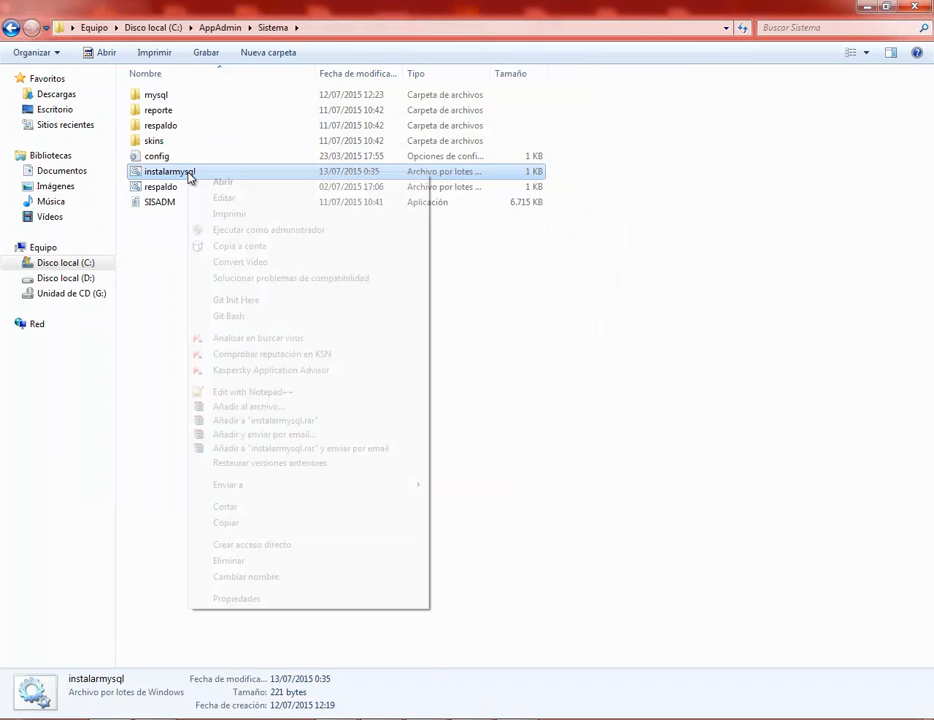 Equipo ▸ Disco local (C:) ▸ AppAdmin ▸ Sistema ▸
Buscar Sistema
Organizar ▾ Abrir Imprimir Grabar Nueva carpeta
Favoritos
Descargas
Escritorio
Sitios recientes
Bibliotecas
Documentos
Imágenes
Música
Vídeos
Equipo
Disco local (C:)
Disco local (D:)
Unidad de CD (G:)
Red
Nombre Fecha de modifica... Tipo Tamaño
mysql 12/07/2015 12:23 Carpeta de archivos
reporte 11/07/2015 10:42 Carpeta de archivos
respaldo 11/07/2015 10:42 Carpeta de archivos
skins 11/07/2015 10:42 Carpeta de archivos
config 23/03/2015 17:55 Opciones de confi... 1 KB
instalarmysql 13/07/2015 0:35 Archivo por lotes ... 1 KB
respaldo 02/07/2015 17:06 Archivo por lotes ... 1 KB
SISADM 11/07/2015 10:41 Aplicación 6.715 KB
Abrir
Editar
Imprimir
Ejecutar como administrador
Copia a conta
Convert Video
Solucionar problemas de compatibilidad
Git Init Here
Git Bash
Analizar en buscar virus
Comprobar reputación en KSN
Kaspersky Application Advisor
Edit with Notepad++
Añadir al archivo...
Añadir a "instalarmysql.rar"
Añadir y enviar por email...
Añadir a "instalarmysql.rar" y enviar por email
Restaurar versiones anteriores
Enviar a
Cortar
Copiar
Crear acceso directo
Eliminar
Cambiar nombre
Propiedades
instalarmysql Fecha de modifica... 13/07/2015 0:35
Archivo por lotes de Windows Tamaño: 221 bytes
Fecha de creación: 12/07/2015 12:19